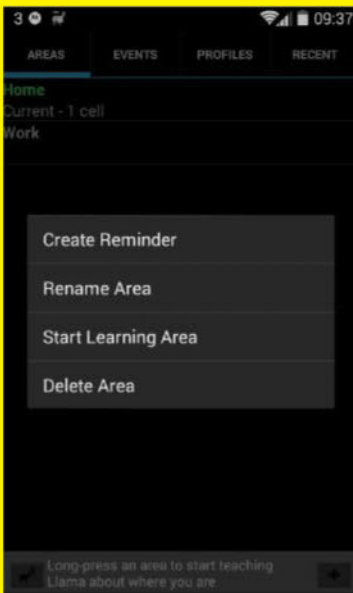 3 09:37
AREAS EVENTS PROFILES RECENT
Home
Current - 1 cell
Work
Create Reminder
Rename Area
Start Learning Area
Delete Area
Long-press an area to start teaching
Llama about where you are